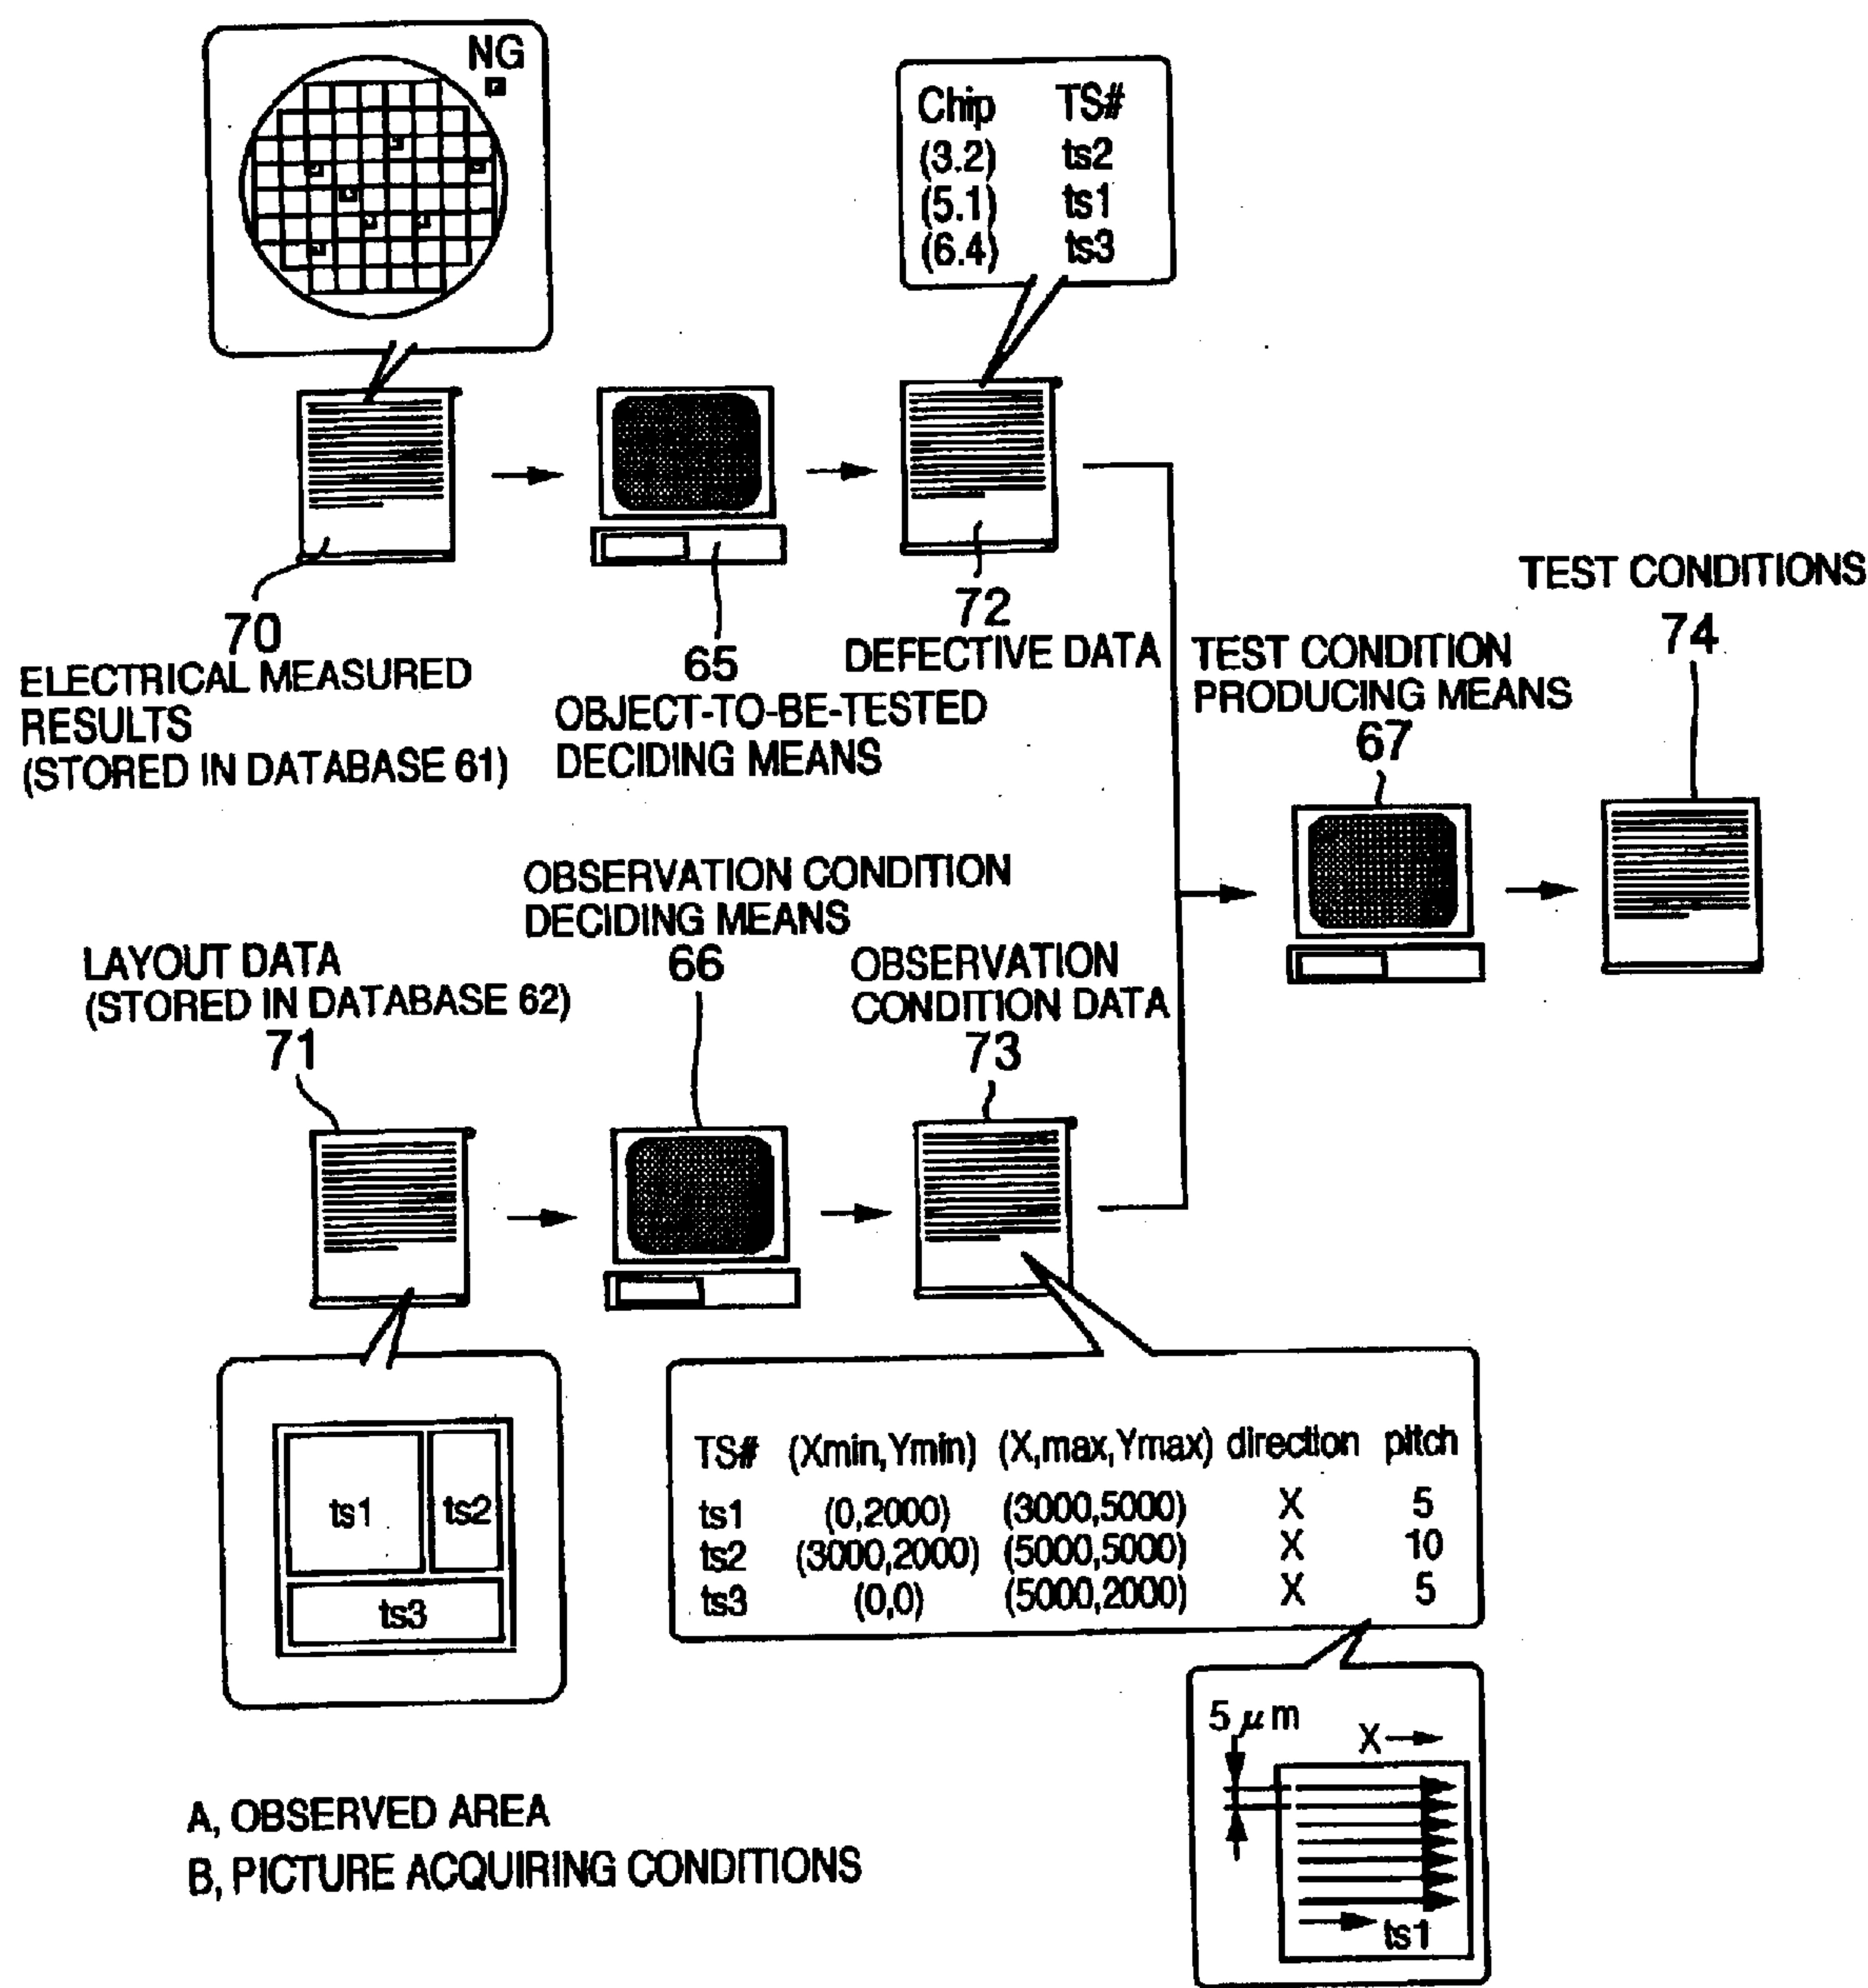 NG
Chip TS#
(3.2) ts2
(5.1) ts1
(6.4) ts3
70
ELECTRICAL MEASURED
RESULTS
(STORED IN DATABASE 61)
65
OBJECT-TO-BE-TESTED
DECIDING MEANS
72
DEFECTIVE DATA
TEST CONDITION
PRODUCING MEANS
67
TEST CONDITIONS
74
LAYOUT DATA
(STORED IN DATABASE 62)
71
OBSERVATION CONDITION
DECIDING MEANS
66
OBSERVATION
CONDITION DATA
73
ts1
ts2
ts3
TS# (Xmin,Ymin) (X,max,Ymax) direction pitch
ts1 (0,2000) (3000,5000) X 5
ts2 (3000,2000) (5000,5000) X 10
ts3 (0,0) (5000,2000) X 5
5 μm
X
ts1
A, OBSERVED AREA
B, PICTURE ACQUIRING CONDITIONS